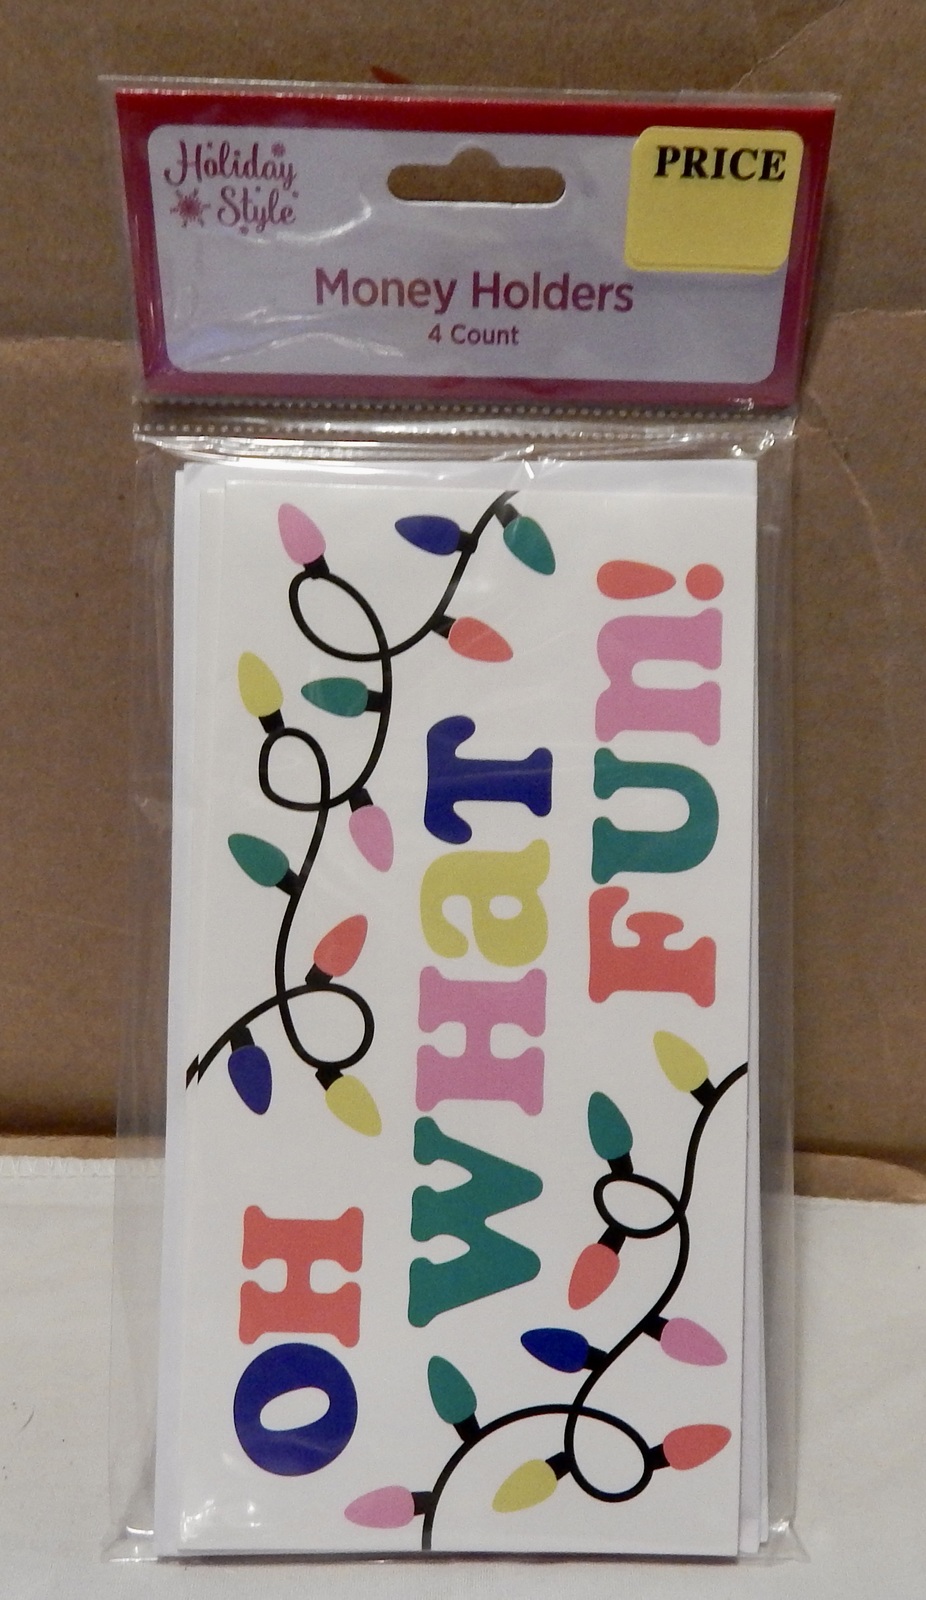 Holiday
Style
PRICE
Money Holders
4 Count
OH
WHaT
FUn!